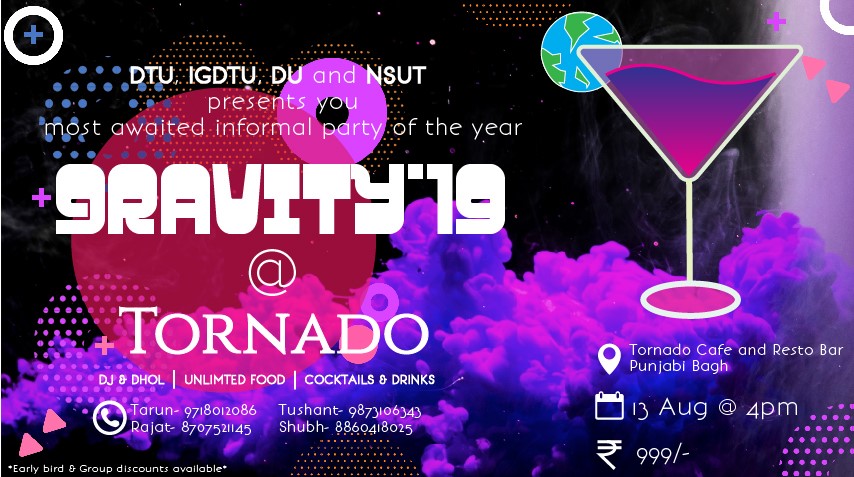 DTU, IGDTU, DU and NSUT
presents you
most awaited informal party of the year
GRAVITY'19
@
TORNADO
DJ & DHOL | UNLIMTED FOOD | COCKTAILS & DRINKS
Tarun- 9718012086 Tushant- 9873106343
Rajat- 8707521145 Shubh- 8860418025
*Early bird & Group discounts available*
Tornado Cafe and Resto Bar
Punjabi Bagh
13 Aug @ 4pm
₹ 999/-